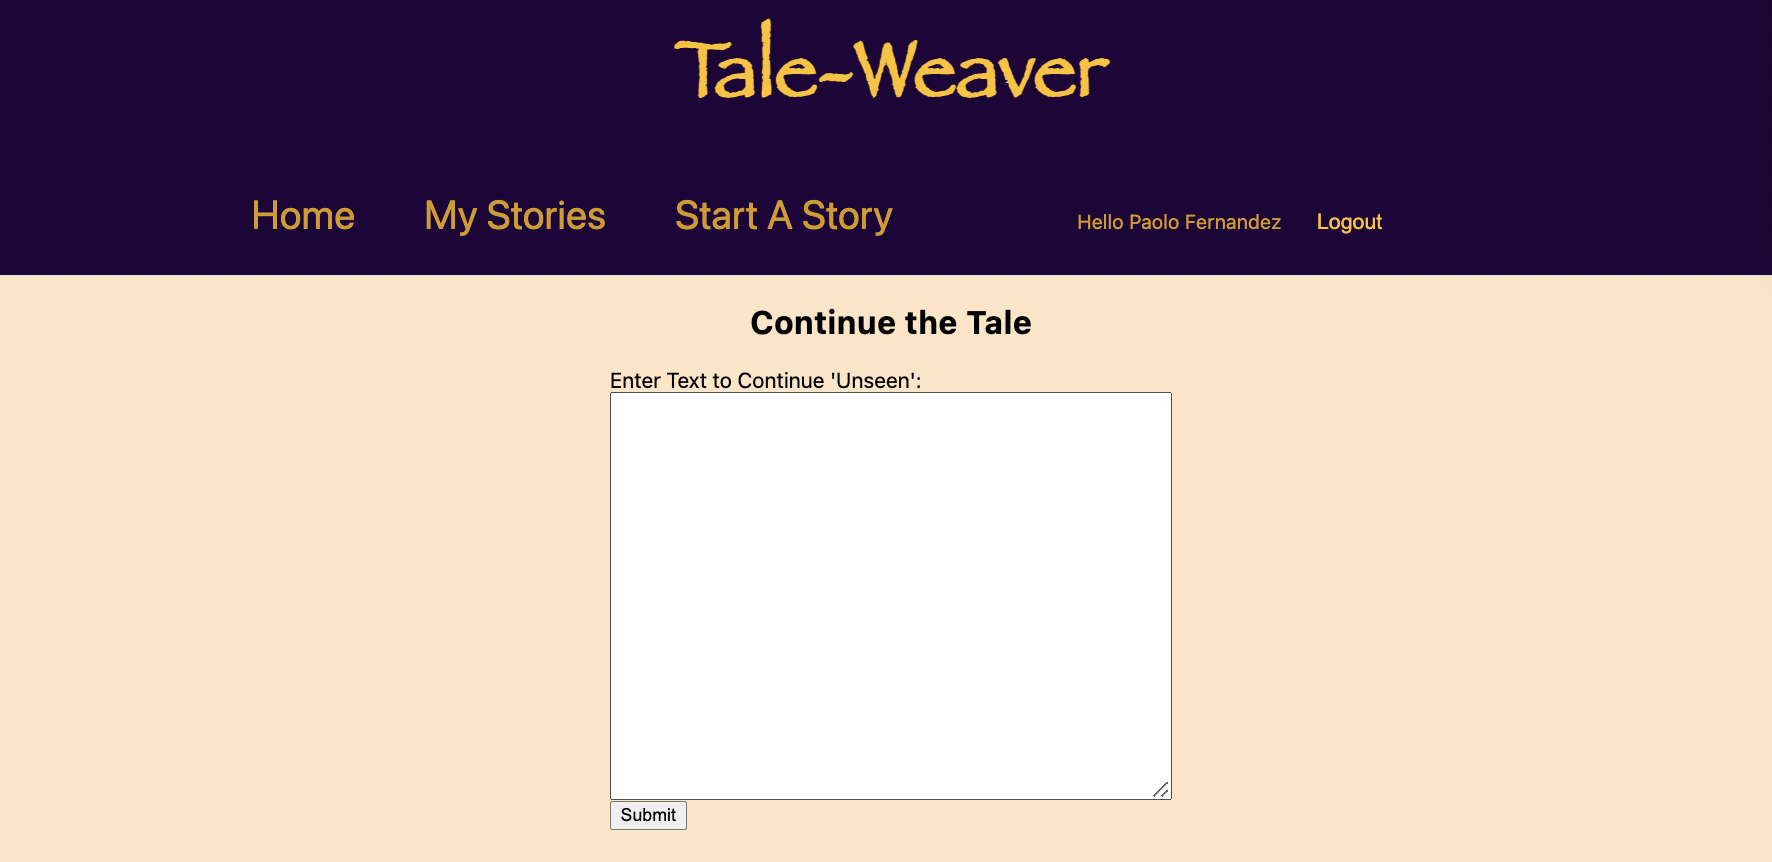 Tale-Weaver
Home My Stories Start A Story Hello Paolo Fernandez Logout
Continue the Tale
Enter Text to Continue 'Unseen':
Submit